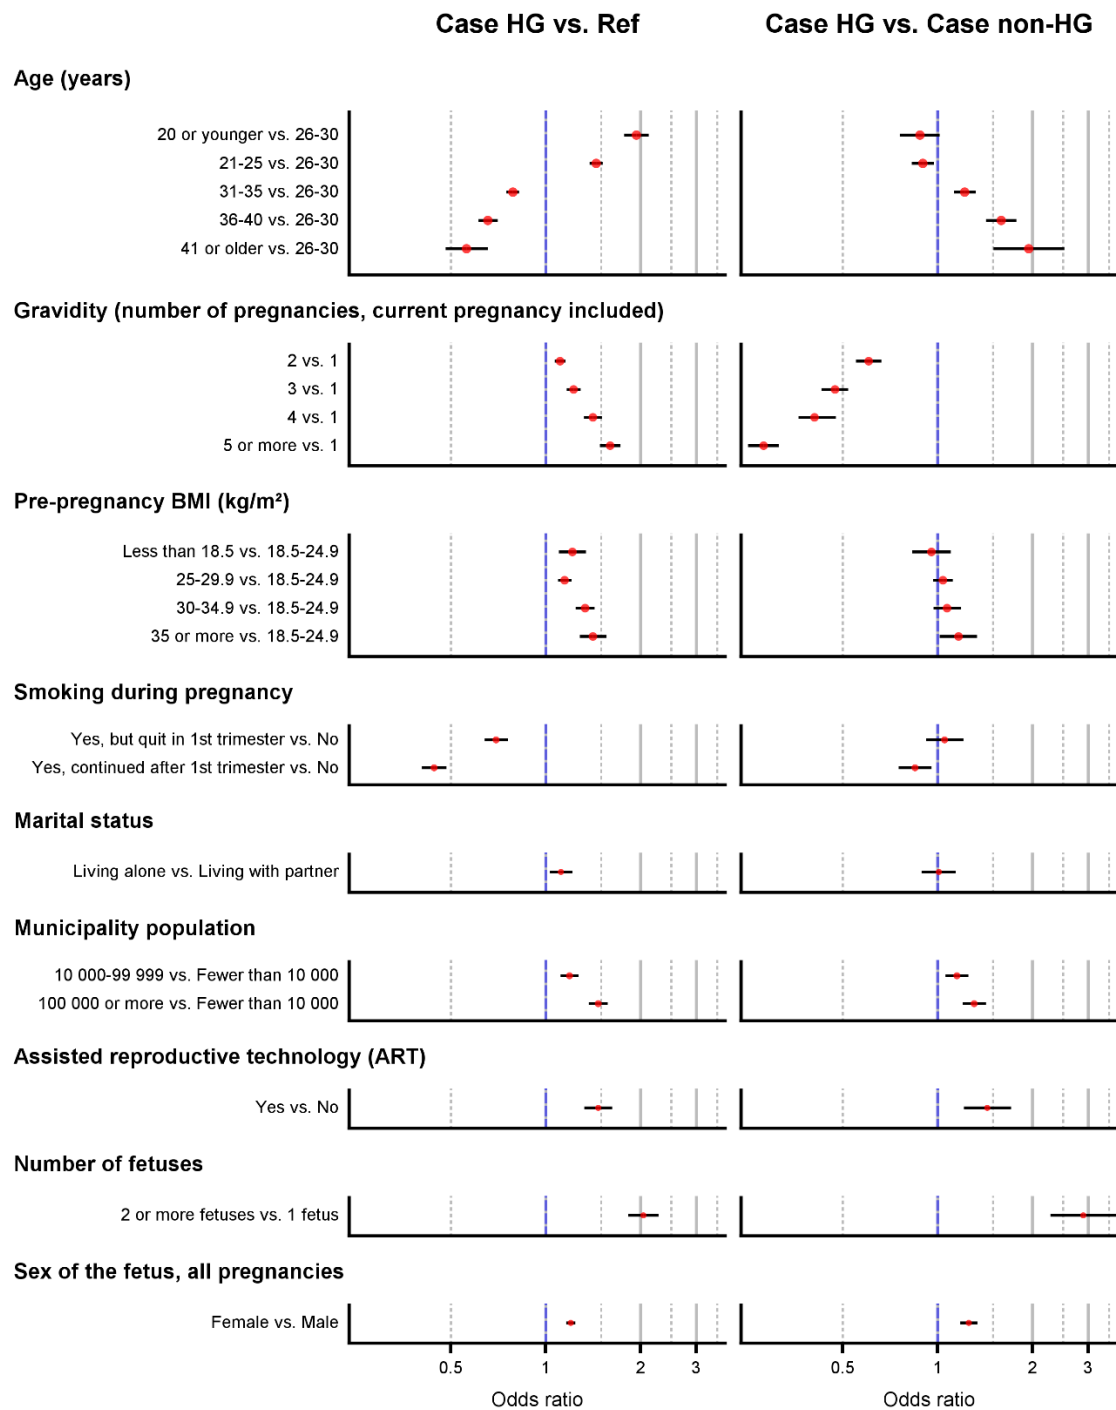 Case HG vs. Ref
Case HG vs. Case non-HG
Age (years)
20 or younger vs. 26-30
21-25 vs. 26-30
31-35 vs. 26-30
36-40 vs. 26-30
41 or older vs. 26-30
Gravidity (number of pregnancies, current pregnancy included)
2 vs. 1
3 vs. 1
4 vs. 1
5 or more vs. 1
Pre-pregnancy BMI (kg/m²)
Less than 18.5 vs. 18.5-24.9
25-29.9 vs. 18.5-24.9
30-34.9 vs. 18.5-24.9
35 or more vs. 18.5-24.9
Smoking during pregnancy
Yes, but quit in 1st trimester vs. No
Yes, continued after 1st trimester vs. No
Marital status
Living alone vs. Living with partner
Municipality population
10 000-99 999 vs. Fewer than 10 000
100 000 or more vs. Fewer than 10 000
Assisted reproductive technology (ART)
Yes vs. No
Number of fetuses
2 or more fetuses vs. 1 fetus
Sex of the fetus, all pregnancies
Female vs. Male
0.5 1 2 3
0.5 1 2 3
Odds ratio
Odds ratio